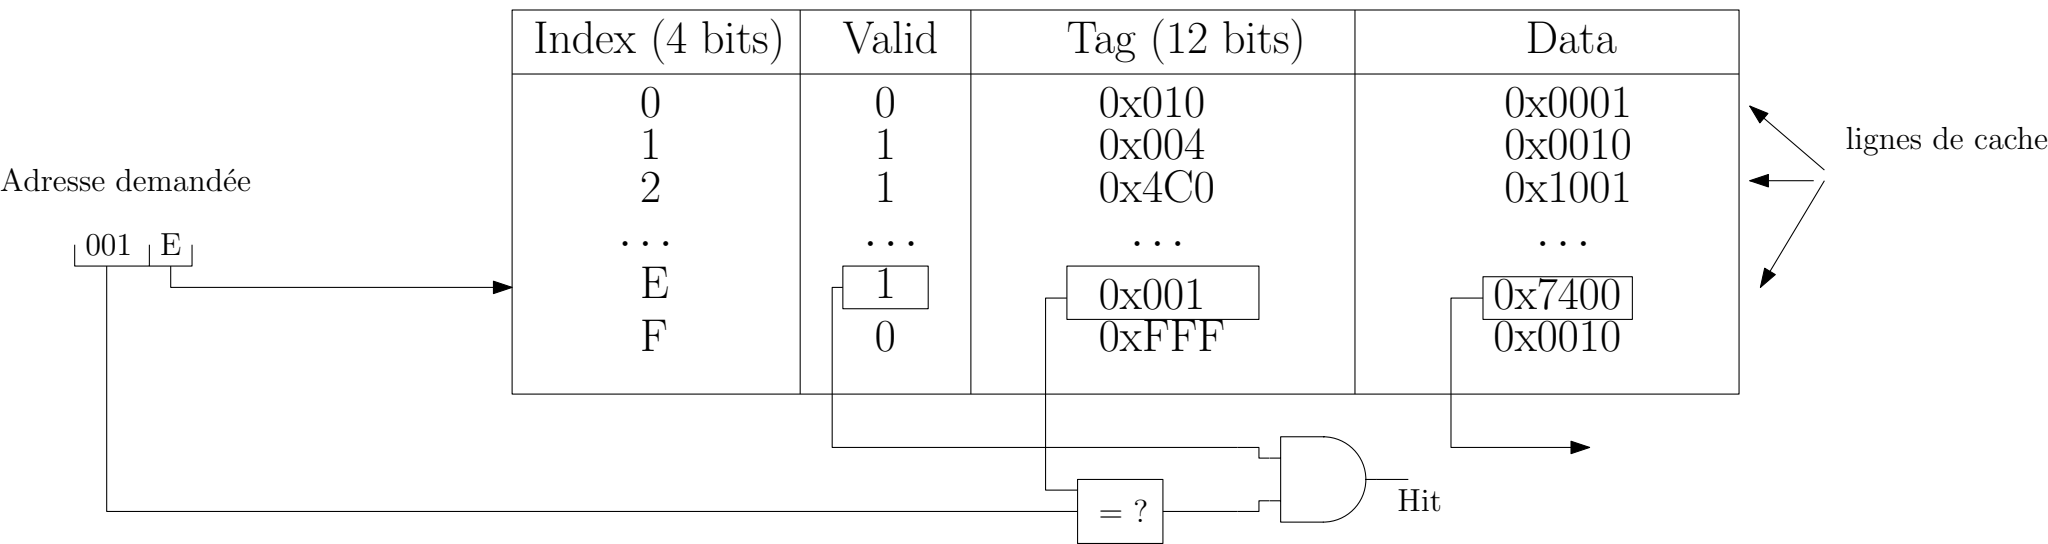 Index (4 bits) Valid Tag (12 bits) Data
0 0 0x010 0x0001
1 1 0x004 0x0010
lignes de cache
Adresse demandée
2 1 0x4C0 0x1001
... ... ... ...
001 E
E 1 0x001 0x7400
F 0 0xFFF 0x0010
= ?
Hit